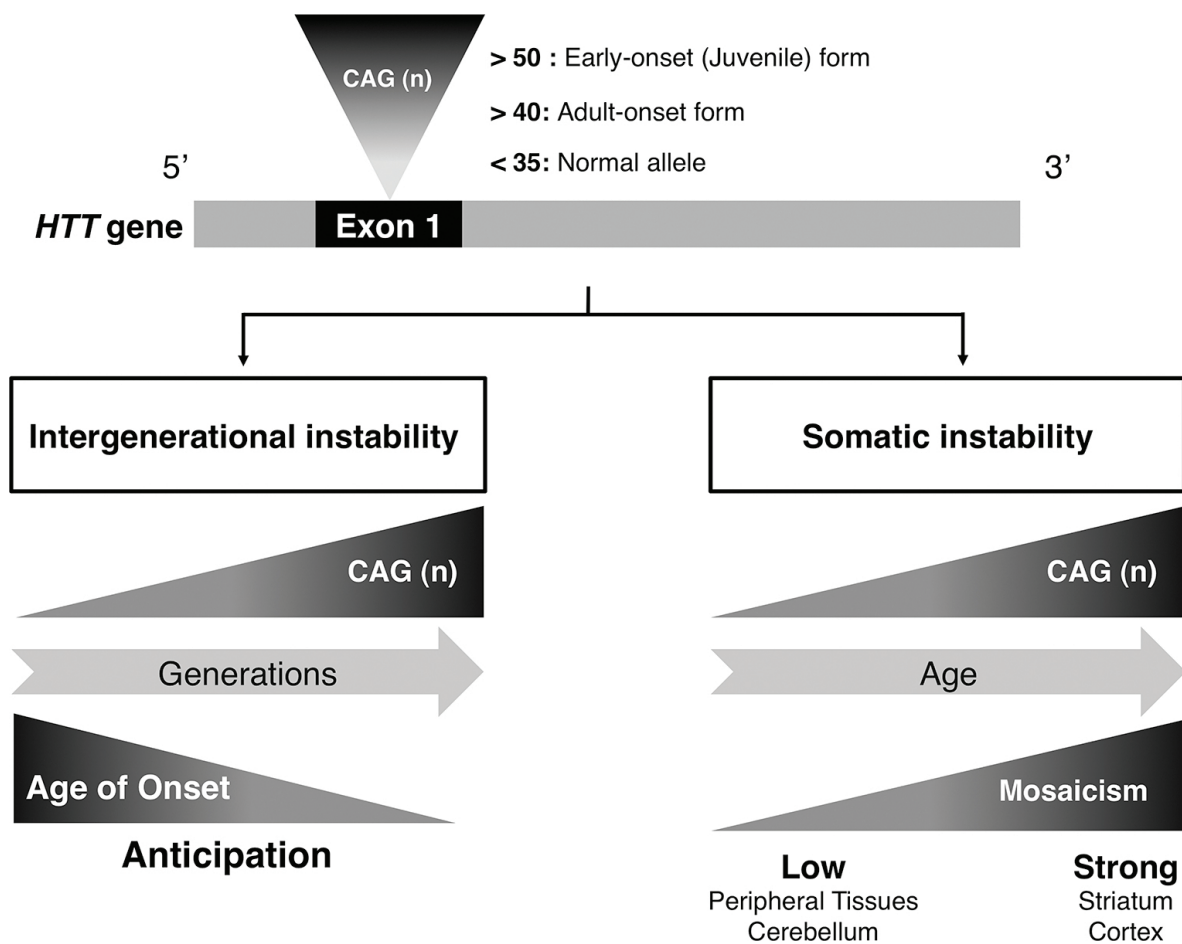 CAG (n)
> 50 : Early-onset (Juvenile) form
> 40: Adult-onset form
< 35: Normal allele
5’
3’
HTT gene
Exon 1
Intergenerational instability
Somatic instability
CAG (n)
CAG (n)
Generations
Age
Age of Onset
Mosaicism
Anticipation
Low
Strong
Peripheral Tissues
Striatum
Cerebellum
Cortex